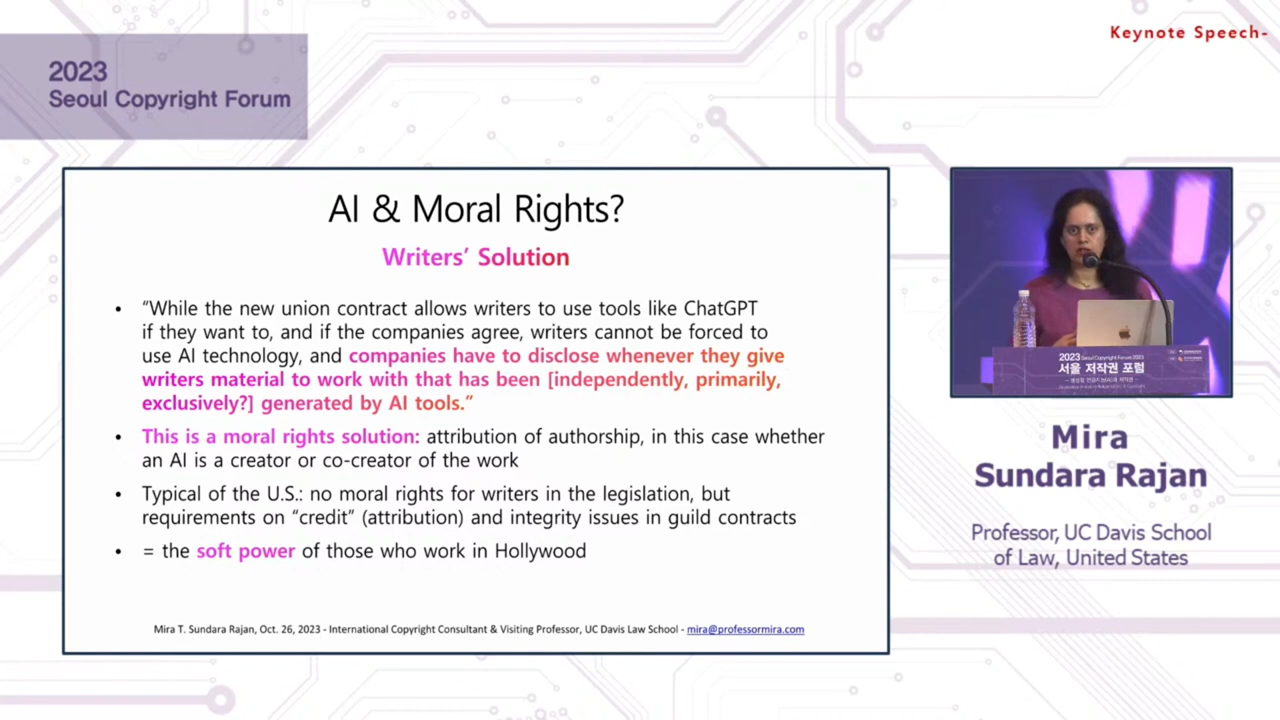 Keynote Speech-
2023
Seoul Copyright Forum
AI & Moral Rights?
Writers’ Solution
• “While the new union contract allows writers to use tools like ChatGPT
if they want to, and if the companies agree, writers cannot be forced to
use AI technology, and companies have to disclose whenever they give
writers material to work with that has been [independently, primarily,
exclusively?] generated by AI tools.”
• This is a moral rights solution: attribution of authorship, in this case whether
an AI is a creator or co-creator of the work
• Typical of the U.S.: no moral rights for writers in the legislation, but
requirements on “credit” (attribution) and integrity issues in guild contracts
• = the soft power of those who work in Hollywood
Mira T. Sundara Rajan, Oct. 26, 2023 - International Copyright Consultant & Visiting Professor, UC Davis Law School - mira@professormira.com
2023 Seoul Copyright Forum 2023
서울 저작권 포럼
Mira
Sundara Rajan
Professor, UC Davis School
of Law, United States